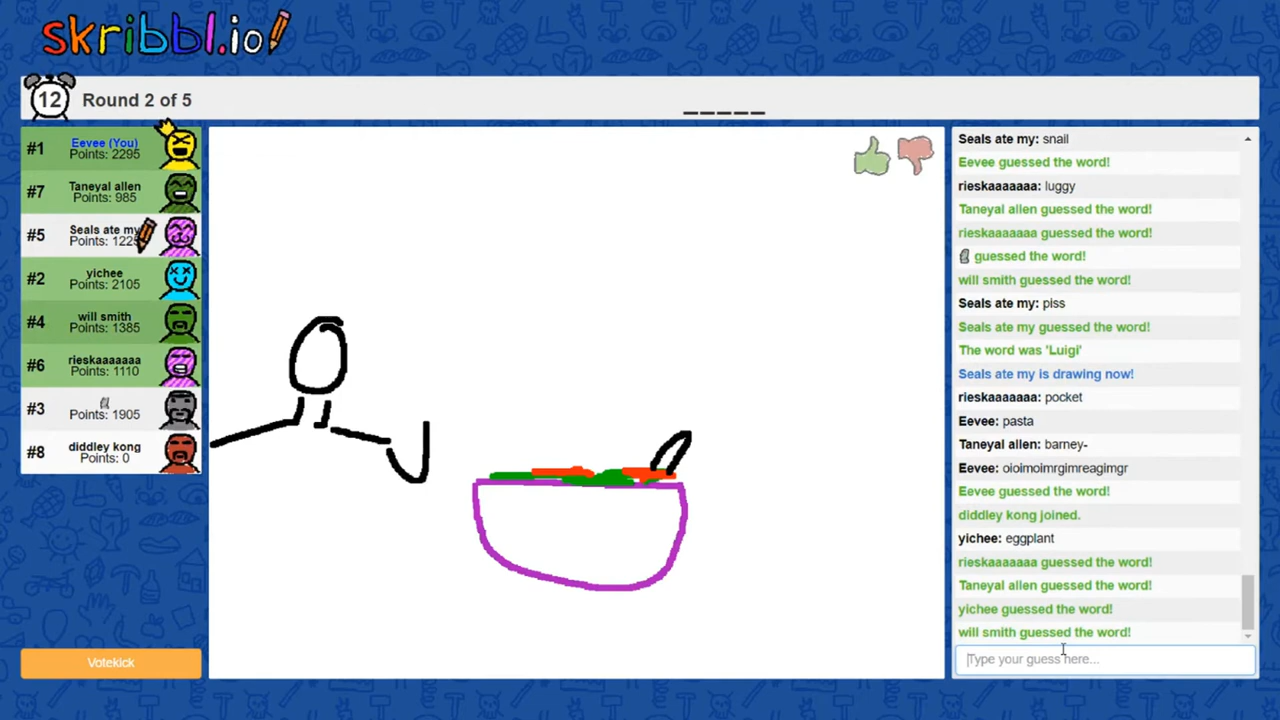 skribbl.io
12
Round 2 of 5
_____
#1
Eevee (You)
Points: 2295
#7
Taneyal allen
Points: 985
#5
Seals ate my
Points: 1225
#2
yichee
Points: 2105
#4
will smith
Points: 1385
#6
rieskaaaaaaa
Points: 1110
#3
Points: 1905
#8
diddley kong
Points: 0
Votekick
Seals ate my: snail
Eevee guessed the word!
rieskaaaaaaa: luggy
Taneyal allen guessed the word!
rieskaaaaaaa guessed the word!
guessed the word!
will smith guessed the word!
Seals ate my: piss
Seals ate my guessed the word!
The word was 'Luigi'
Seals ate my is drawing now!
rieskaaaaaaa: pocket
Eevee: pasta
Taneyal allen: barney-
Eevee: oioimoimrgimreagimgr
Eevee guessed the word!
diddley kong joined.
yichee: eggplant
rieskaaaaaaa guessed the word!
Taneyal allen guessed the word!
yichee guessed the word!
will smith guessed the word!
Type your guess here...